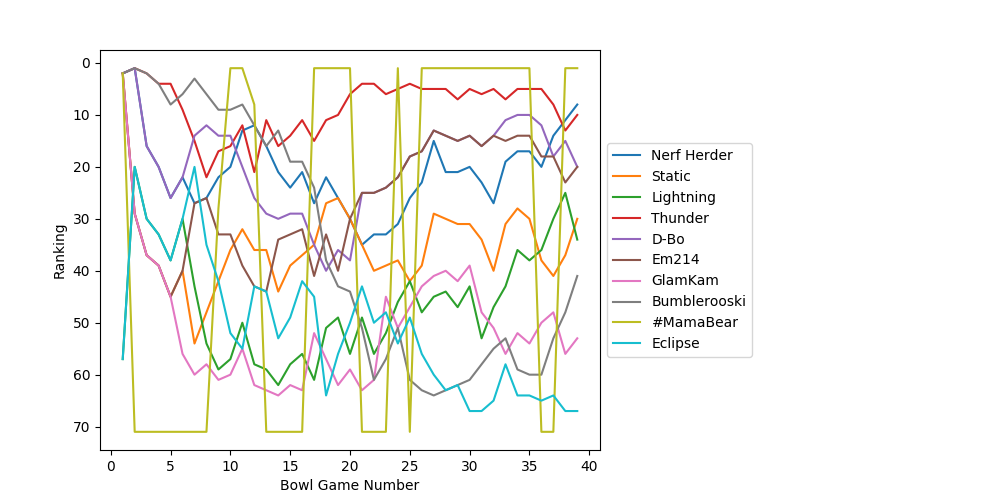 0
10
20
30
40
50
60
70
Ranking
0 5 10 15 20 25 30 35 40
Bowl Game Number
Nerf Herder
Static
Lightning
Thunder
D-Bo
Em214
GlamKam
Bumblerooski
#MamaBear
Eclipse